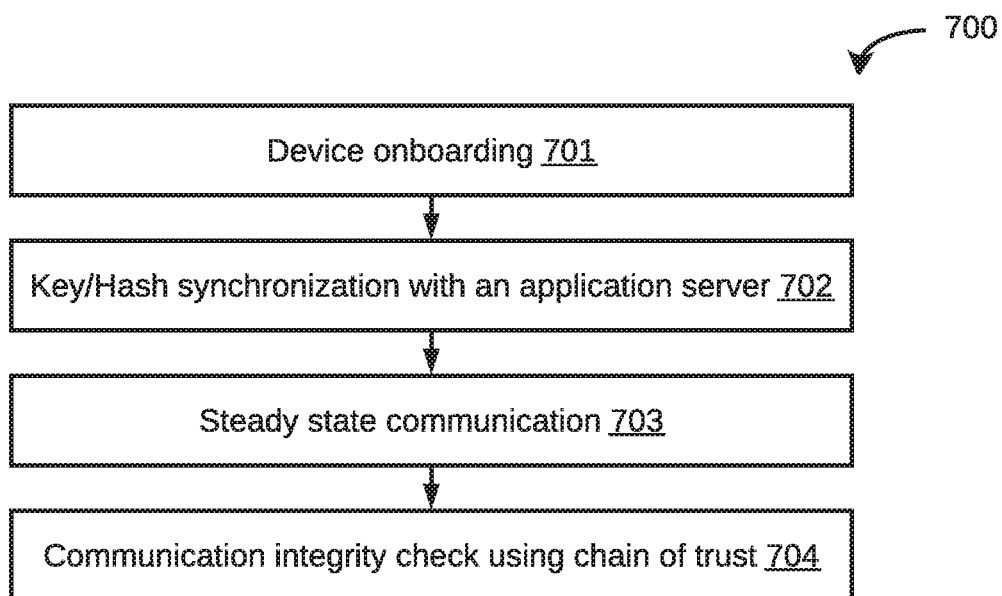 700
Device onboarding 701
Key/Hash synchronization with an application server 702
Steady state communication 703
Communication integrity check using chain of trust 704